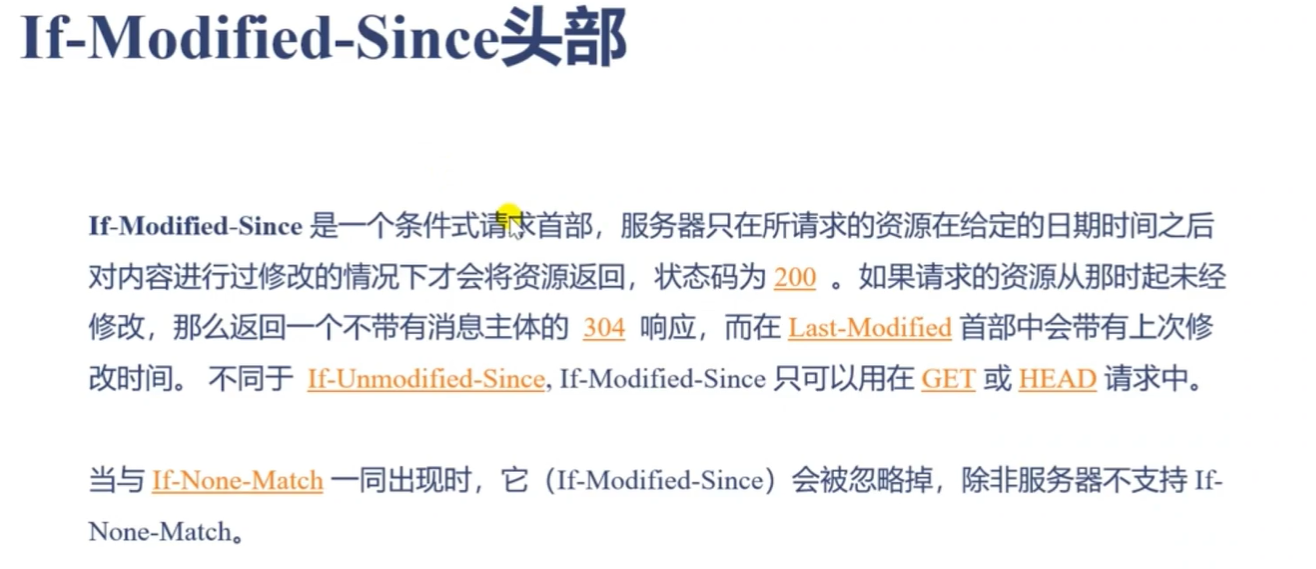 If-Modified-Since头部
If-Modified-Since 是一个条件式请求首部，服务器只在所请求的资源在给定的日期时间之后
对内容进行过修改的情况下才会将资源返回，状态码为 200 。如果请求的资源从那时起未经
修改，那么返回一个不带有消息主体的 304 响应，而在 Last-Modified 首部中会带有上次修
改时间。 不同于 If-Unmodified-Since, If-Modified-Since 只可以用在 GET 或 HEAD 请求中。
当与 If-None-Match 一同出现时，它（If-Modified-Since）会被忽略掉，除非服务器不支持 If-
None-Match。